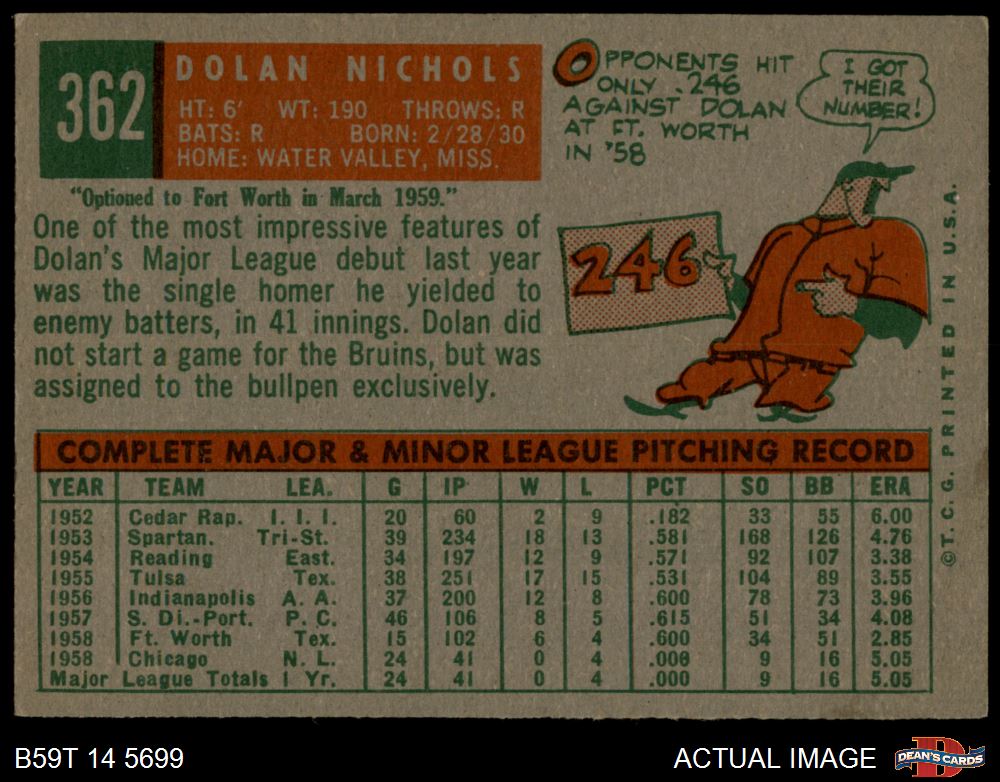 362
DOLAN NICHOLS
HT: 6' WT: 190 THROWS: R
BATS: R BORN: 2/28/30
HOME: WATER VALLEY, MISS.
"Optioned to Fort Worth in March 1959."
One of the most impressive features of
Dolan's Major League debut last year
was the single homer he yielded to
enemy batters, in 41 innings. Dolan did
not start a game for the Bruins, but was
assigned to the bullpen exclusively.
OPPONENTS HIT
ONLY .246
AGAINST DOLAN
AT FT. WORTH
IN '58
I GOT
THEIR
NUMBER!
246
COMPLETE MAJOR & MINOR LEAGUE PITCHING RECORD
YEAR TEAM LEA. G IP W L PCT SO BB ERA
1952 Cedar Rap. I. I. I. 20 60 2 9 .182 33 55 6.00
1953 Spartan. Tri-St. 39 234 18 13 .581 168 126 4.76
1954 Reading East. 34 197 12 9 .571 92 107 3.38
1955 Tulsa Tex. 38 251 17 15 .531 104 89 3.55
1956 Indianapolis A. A. 37 200 12 8 .600 78 73 3.96
1957 S. Di.-Port. P. C. 46 106 8 5 .615 51 34 4.08
1958 Ft. Worth Tex. 15 102 6 4 .600 34 51 2.85
1958 Chicago N. L. 24 41 0 4 .000 9 16 5.05
Major League Totals 1 Yr. 24 41 0 4 .000 9 16 5.05
©T. C. G. PRINTED IN U.S.A.
B59T 14 5699
ACTUAL IMAGE
D
DEAN'S CARDS